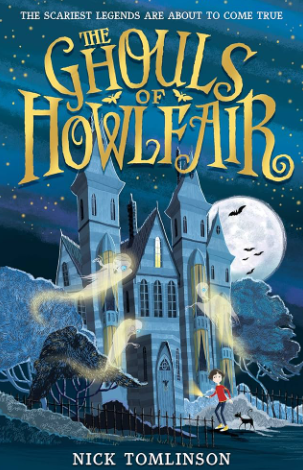 THE SCARIEST LEGENDS ARE ABOUT TO COME TRUE
THE
GHOULS
OF
HOWLFAIR
NICK TOMLINSON